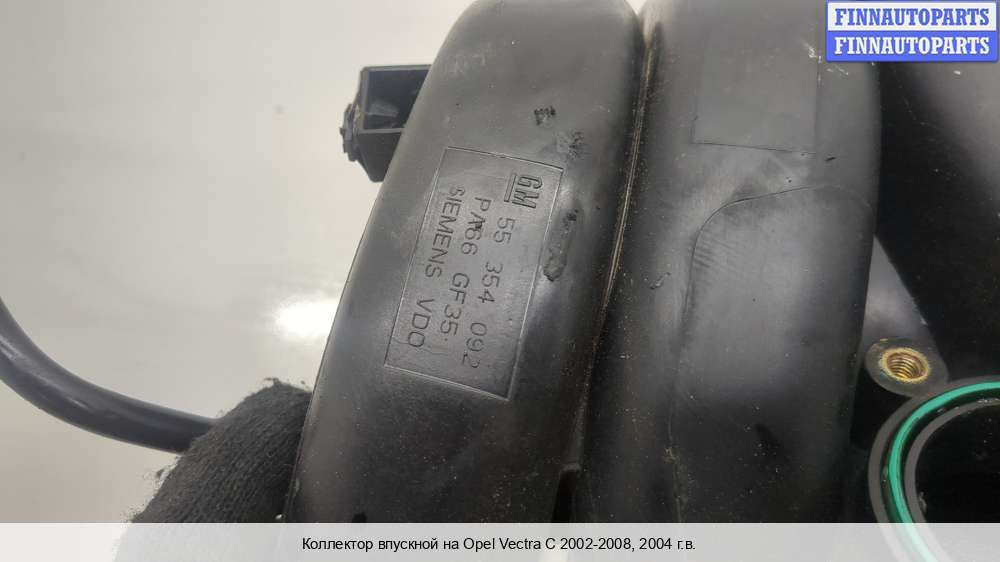 FINNAUTOPARTS
FINNAUTOPARTS
GM 55 354 092
PA66 GF35
SIEMENS VDO
Коллектор впускной на Opel Vectra C 2002-2008, 2004 г.в.